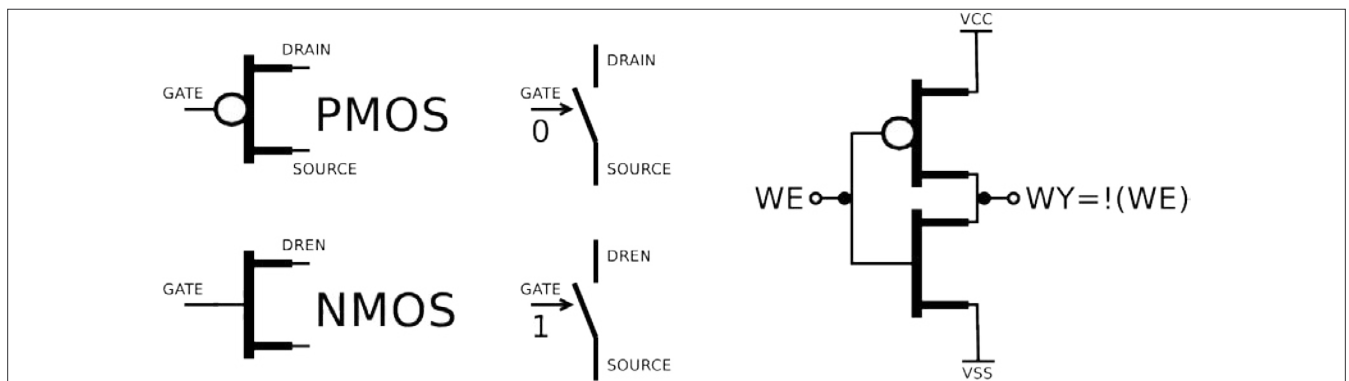 DRAIN
GATE
PMOS
SOURCE
DRAIN
GATE
0
SOURCE
DREN
GATE
NMOS
DREN
GATE
1
SOURCE
VCC
WE
WY=!(WE)
VSS